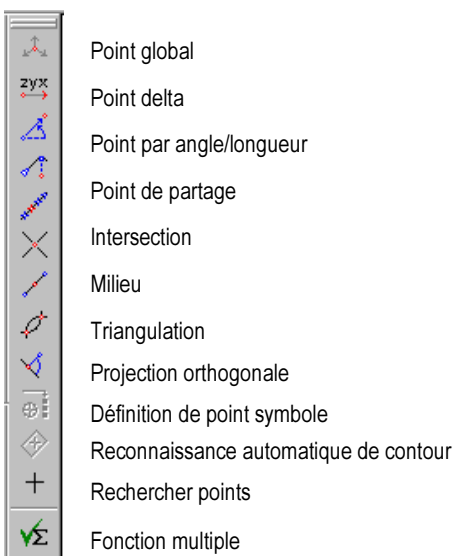 Point global
zyx
Point delta
Point par angle/longueur
Point de partage
Intersection
Milieu
Triangulation
Projection orthogonale
Définition de point symbole
Reconnaissance automatique de contour
Rechercher points
Σ
Fonction multiple